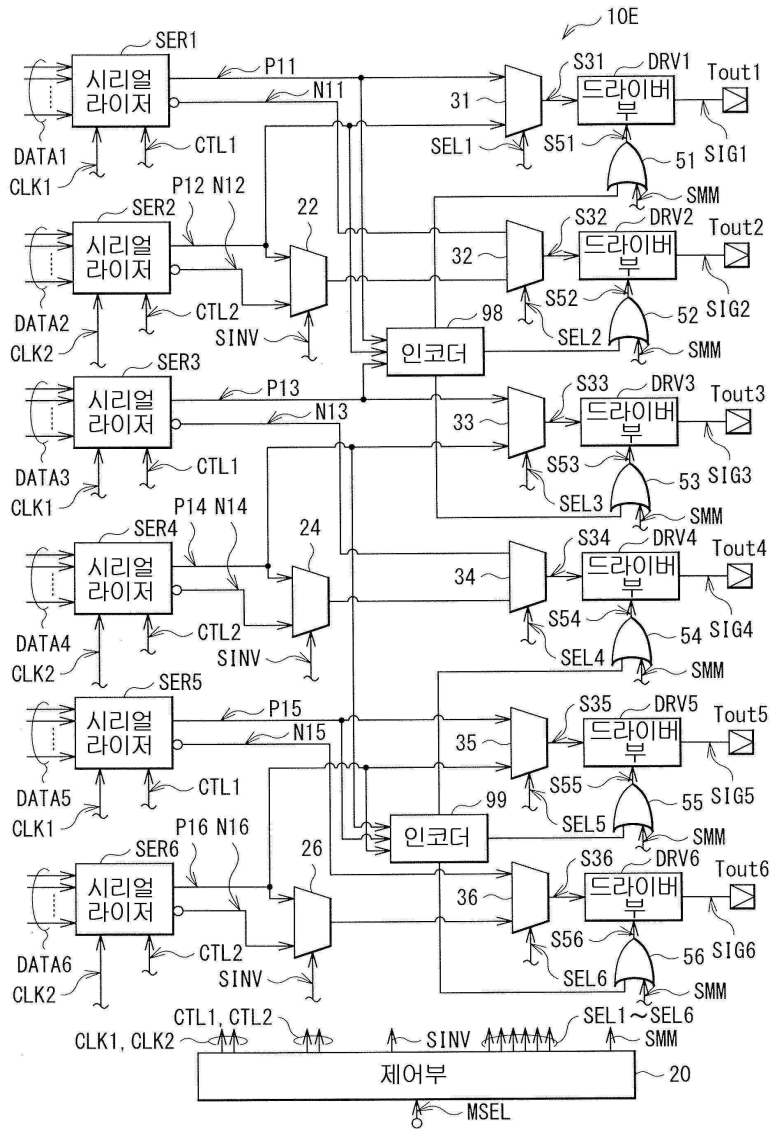 10E
SER1
시리얼
라이저
DATA1
CLK1
CTL1
P11
N11
31
SEL1
S31
DRV1
드라이버
부
Tout1
SIG1
S51
51
SMM
SER2
시리얼
라이저
DATA2
CLK2
CTL2
P12
N12
22
SINV
32
SEL2
S32
DRV2
드라이버
부
Tout2
SIG2
S52
52
SMM
98
인코더
SER3
시리얼
라이저
DATA3
CLK1
CTL1
P13
N13
33
SEL3
S33
DRV3
드라이버
부
Tout3
SIG3
S53
53
SMM
SER4
시리얼
라이저
DATA4
CLK2
CTL2
P14
N14
24
SINV
34
SEL4
S34
DRV4
드라이버
부
Tout4
SIG4
S54
54
SMM
SER5
시리얼
라이저
DATA5
CLK1
CTL1
P15
N15
35
SEL5
S35
DRV5
드라이버
부
Tout5
SIG5
S55
55
SMM
99
인코더
SER6
시리얼
라이저
DATA6
CLK2
CTL2
P16
N16
26
SINV
36
SEL6
S36
DRV6
드라이버
부
Tout6
SIG6
S56
56
SMM
CLK1, CLK2
CTL1, CTL2
SINV
SEL1～SEL6
SMM
제어부
20
MSEL